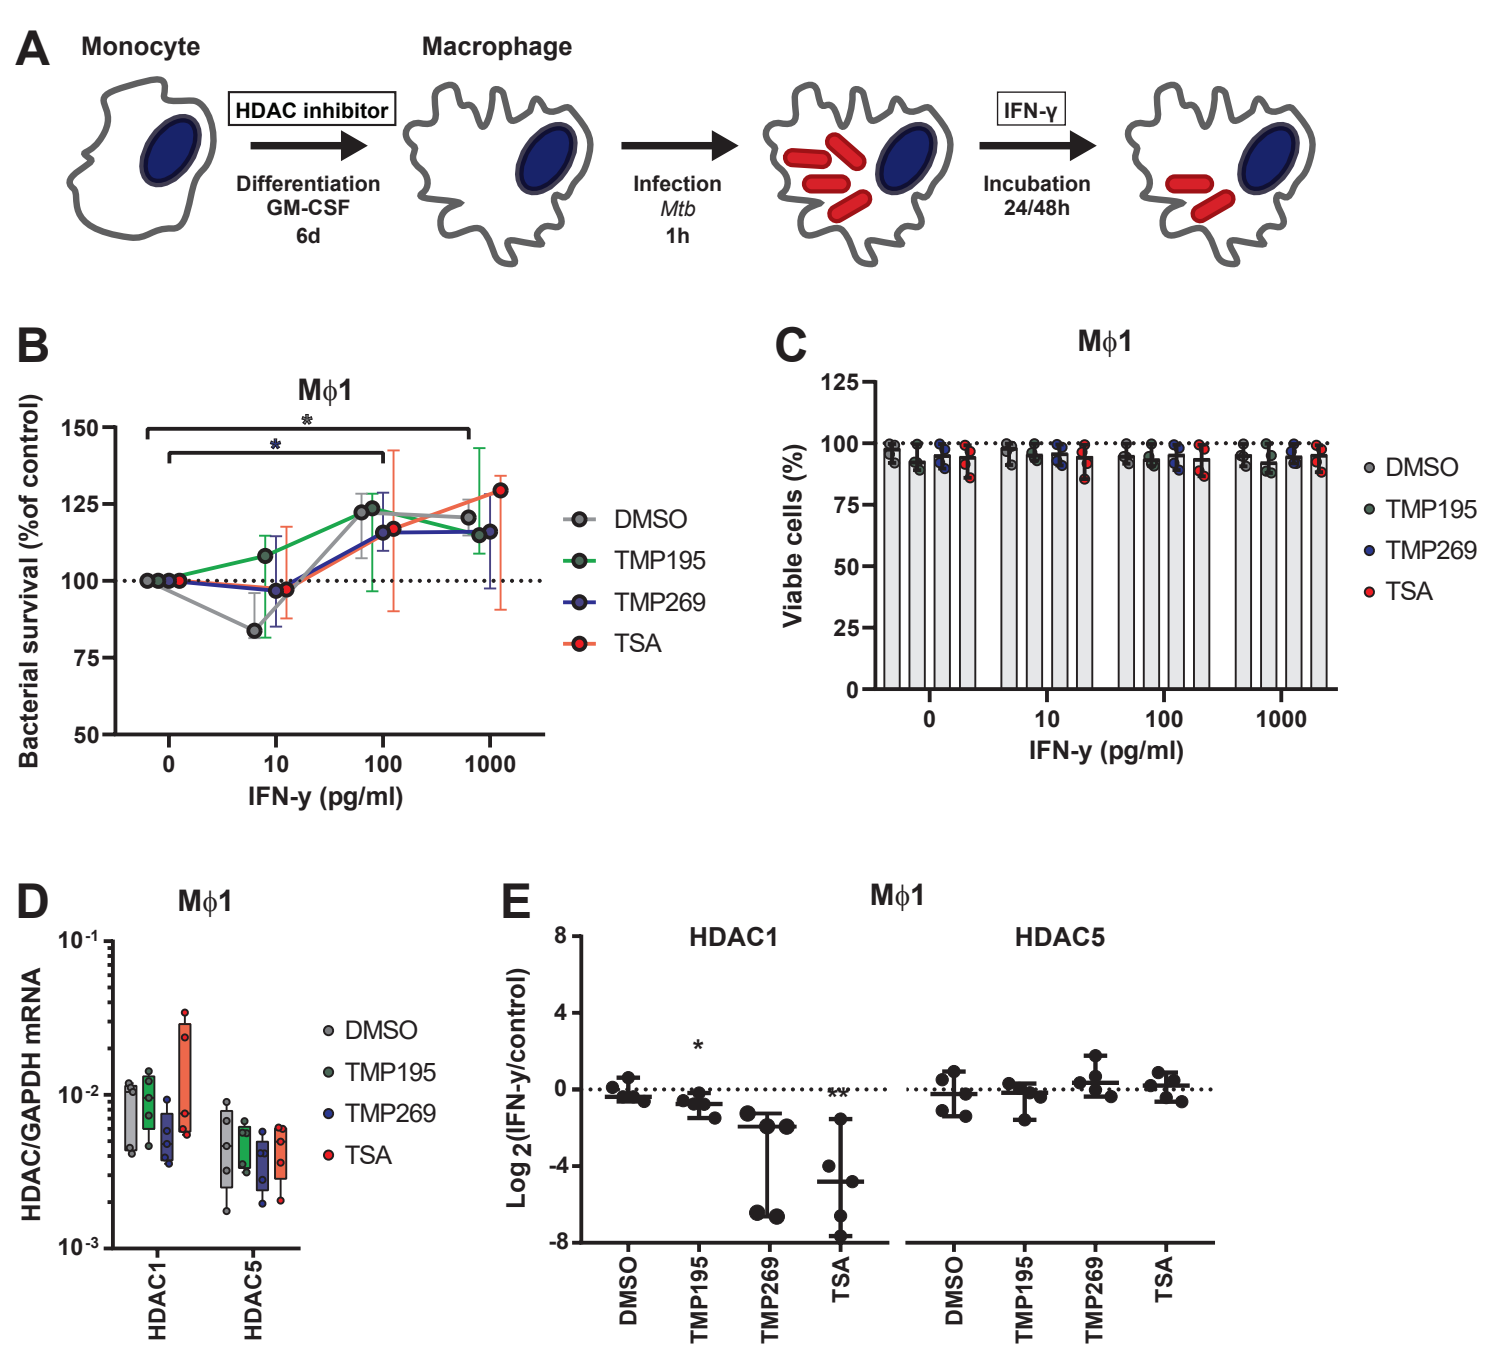 A
Monocyte
Macrophage
HDAC inhibitor
IFN-γ
Differentiation
GM-CSF
6d
Infection
Mtb
1h
Incubation
24/48h
B
Mϕ1
Bacterial survival (%of control)
150
125
100
75
50
*
*
0 10 100 1000
IFN-y (pg/ml)
DMSO
TMP195
TMP269
TSA
C
Mϕ1
Viable cells (%)
125
100
75
50
25
0
0 10 100 1000
IFN-y (pg/ml)
DMSO
TMP195
TMP269
TSA
D
Mϕ1
HDAC/GAPDH mRNA
10-1
10-2
10-3
HDAC1 HDAC5
DMSO
TMP195
TMP269
TSA
E
Mϕ1
HDAC1 HDAC5
Log2(IFN-y/control)
8
4
0
-4
-8
*
**
DMSO TMP195 TMP269 TSA
DMSO TMP195 TMP269 TSA